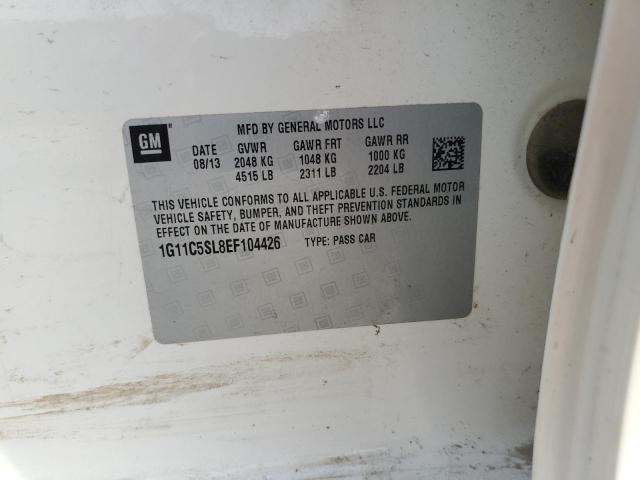 GM
MFD BY GENERAL MOTORS LLC
DATE GVWR GAWR FRT GAWR RR
08/13 2048 KG 1048 KG 1000 KG
4515 LB 2311 LB 2204 LB
THIS VEHICLE CONFORMS TO ALL APPLICABLE U.S. FEDERAL MOTOR
VEHICLE SAFETY, BUMPER, AND THEFT PREVENTION STANDARDS IN
EFFECT ON THE DATE OF MANUFACTURE SHOWN ABOVE.
1G11C5SL8EF104426 TYPE: PASS CAR